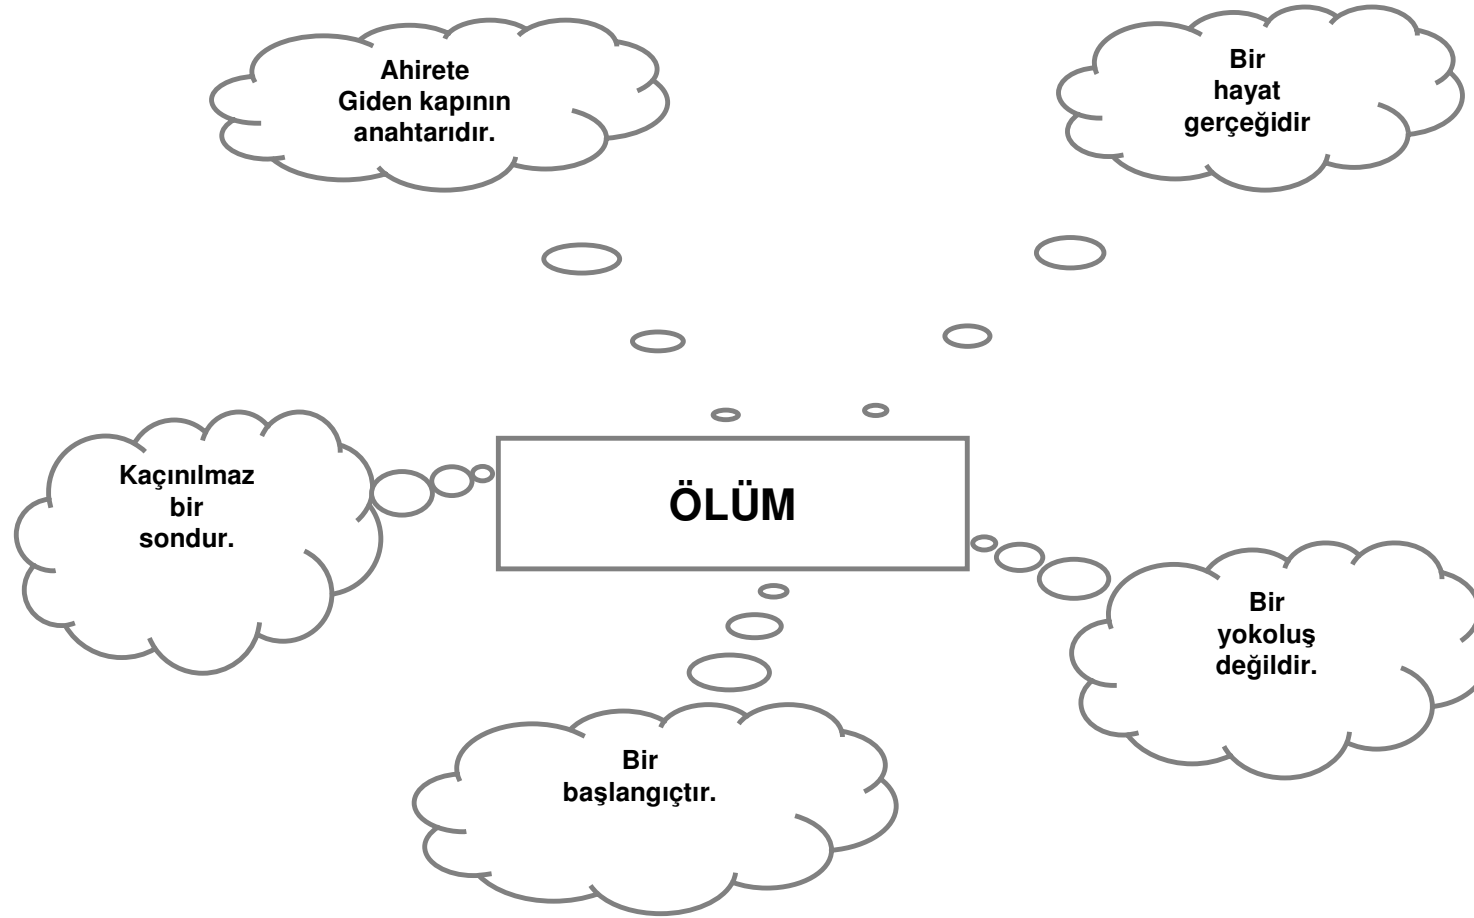 Ahirete
Giden kapının
anahtarıdır.
Bir
hayat
gerçeğidir
Kaçınılmaz
bir
sondur.
ÖLÜM
Bir
yokoluş
değildir.
Bir
başlangıçtır.